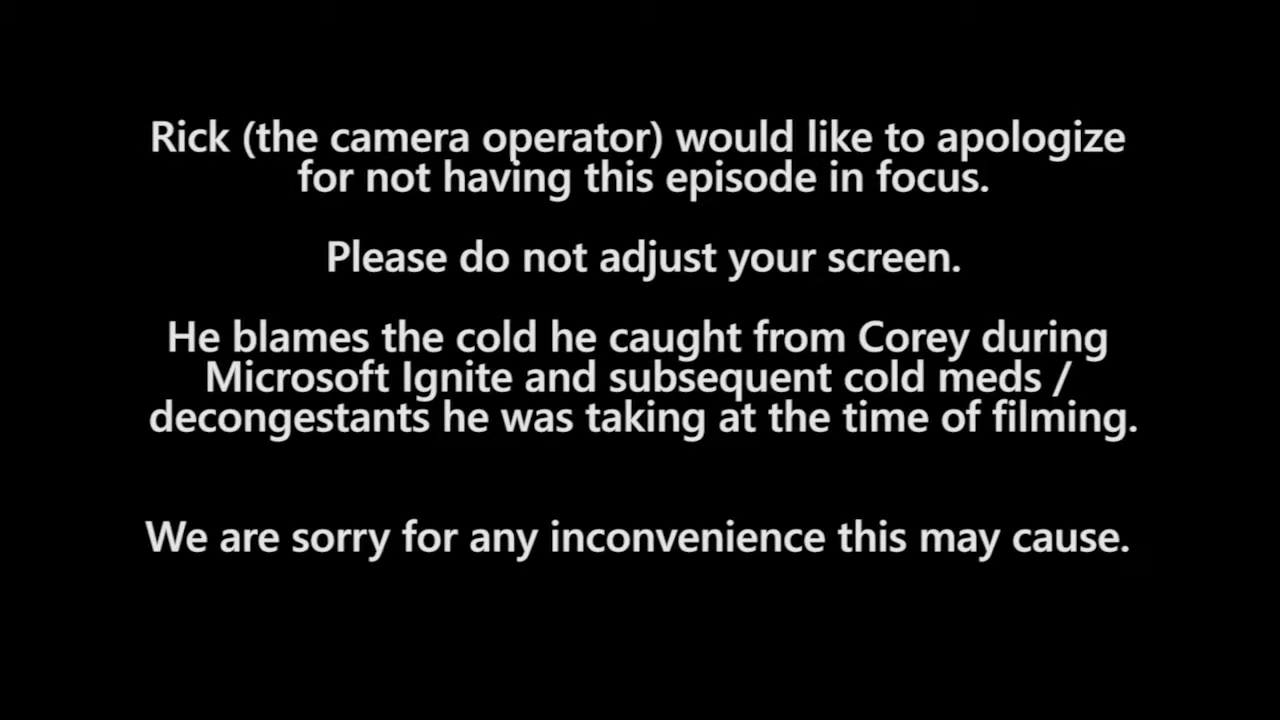 Rick (the camera operator) would like to apologize
for not having this episode in focus.
Please do not adjust your screen.
He blames the cold he caught from Corey during
Microsoft Ignite and subsequent cold meds /
decongestants he was taking at the time of filming.
We are sorry for any inconvenience this may cause.